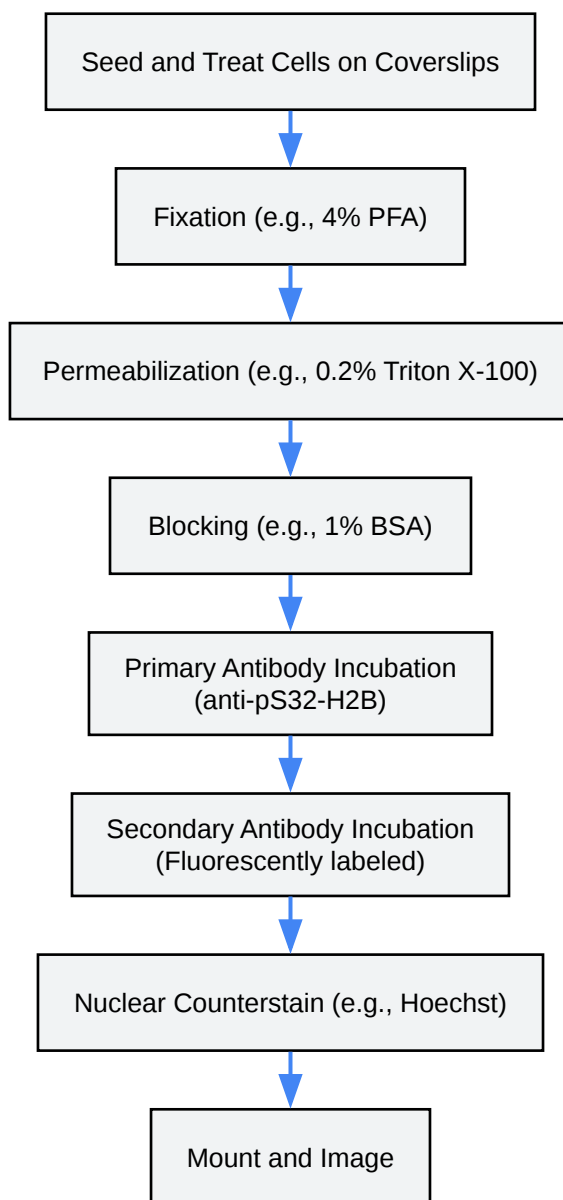 Seed and Treat Cells on Coverslips
Fixation (e.g., 4% PFA)
Permeabilization (e.g., 0.2% Triton X-100)
Blocking (e.g., 1% BSA)
Primary Antibody Incubation
(anti-pS32-H2B)
Secondary Antibody Incubation
(Fluorescently labeled)
Nuclear Counterstain (e.g., Hoechst)
Mount and Image